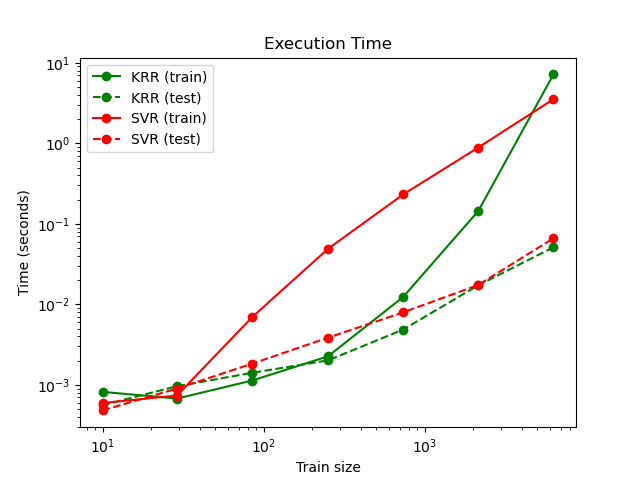 Execution Time
KRR (train)
KRR (test)
SVR (train)
SVR (test)
Time (seconds)
10¹
10⁰
10⁻¹
10⁻²
10⁻³
10¹ 10² 10³
Train size